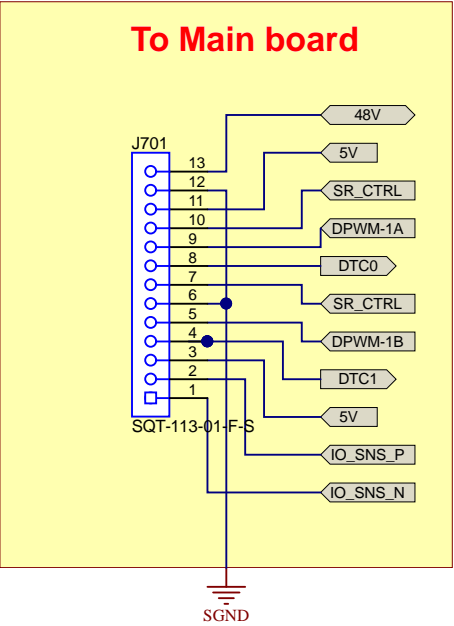 To Main board
48V
J701
5V
13
12
11
SR_CTRL
10
DPWM-1A
9
8
DTC0
7
SR_CTRL
6
5
DPWM-1B
4
3
DTC1
2
1
5V
SQT-113-01-F-S
IO_SNS_P
IO_SNS_N
SGND